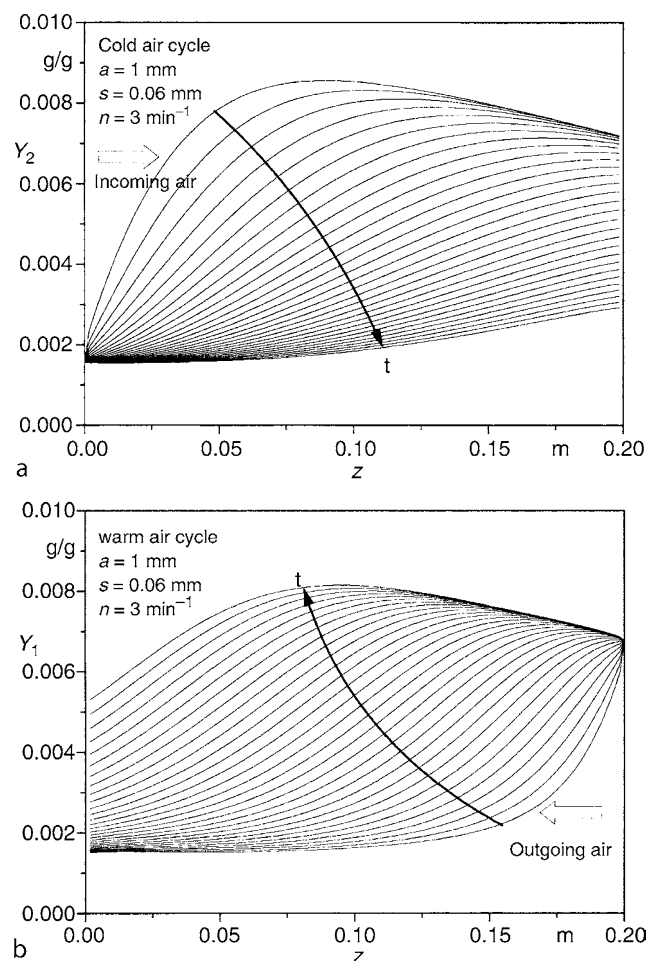 0.010
g/g
Cold air cycle
a = 1 mm
s = 0.06 mm
n = 3 min⁻¹
0.008
Y₂
0.006
Incoming air
0.004
0.002
t
0.000
0.00 0.05 0.10 0.15 m 0.20
z
a
0.010
g/g
warm air cycle
a = 1 mm
s = 0.06 mm
n = 3 min⁻¹
t
0.008
Y₁
0.006
0.004
0.002
Outgoing air
0.000
0.00 0.05 0.10 0.15 m 0.20
z
b